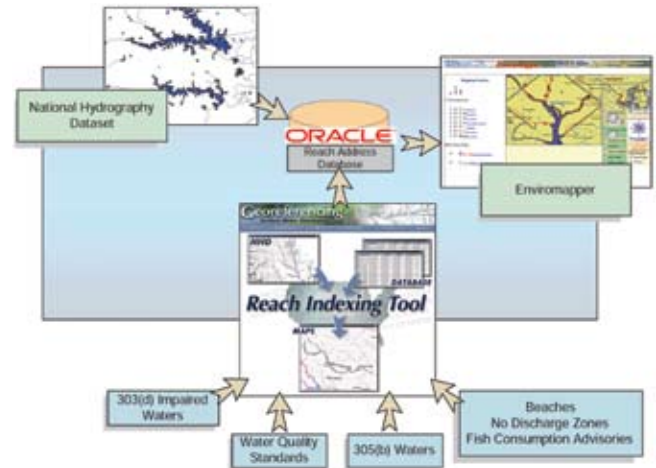 National Hydrography
Dataset
ORACLE
Reach Address
Database
Enviromapper
Georeferencing
NHD
DATABASE
Reach Indexing Tool
MAPS
303(d) Impaired
Waters
Water Quality
Standards
305(b) Waters
Beaches
No Discharge Zones
Fish Consumption Advisories